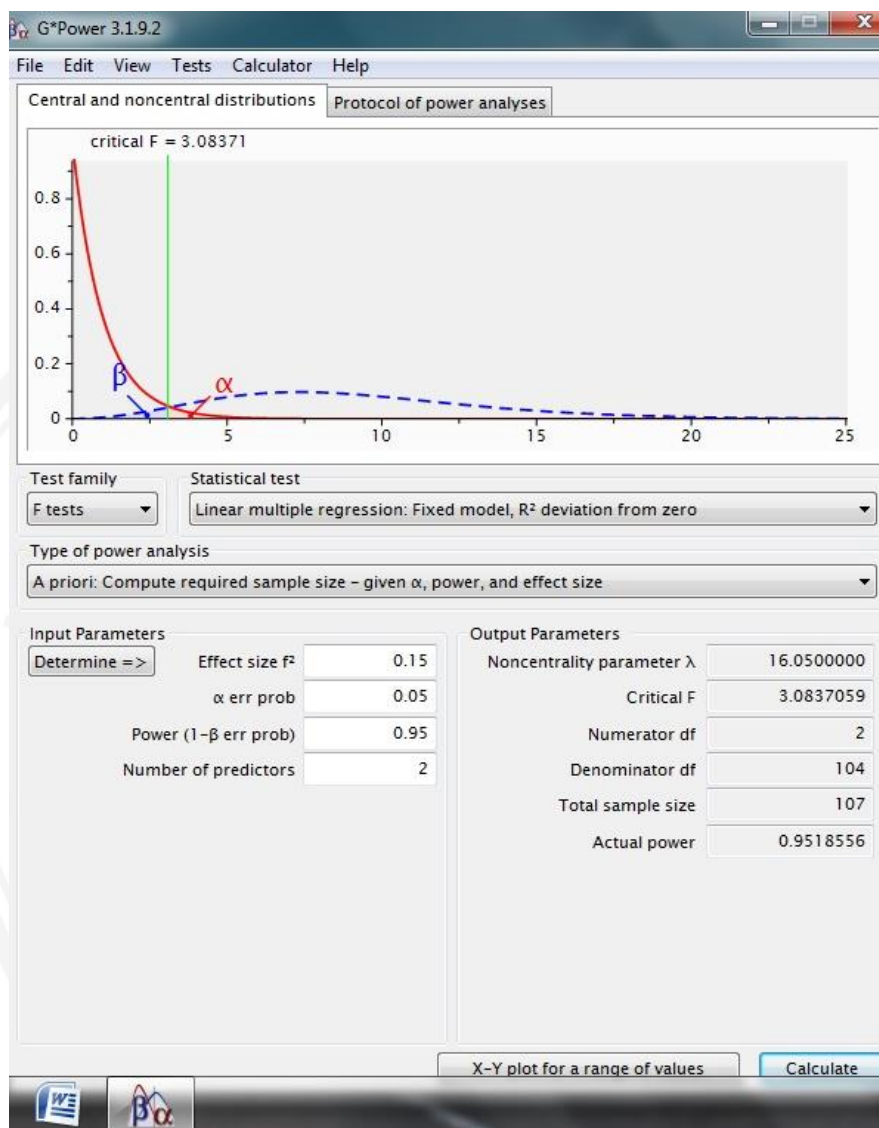 G*Power 3.1.9.2
File Edit View Tests Calculator Help
Central and noncentral distributions Protocol of power analyses
critical F = 3.08371
0.8
0.6
0.4
0.2
0
β α
0 5 10 15 20 25
Test family Statistical test
F tests Linear multiple regression: Fixed model, R² deviation from zero
Type of power analysis
A priori: Compute required sample size – given α, power, and effect size
Input Parameters Output Parameters
Determine => Effect size f² 0.15 Noncentrality parameter λ 16.0500000
α err prob 0.05 Critical F 3.0837059
Power (1-β err prob) 0.95 Numerator df 2
Number of predictors 2 Denominator df 104
Total sample size 107
Actual power 0.9518556
X-Y plot for a range of values Calculate
W
βα